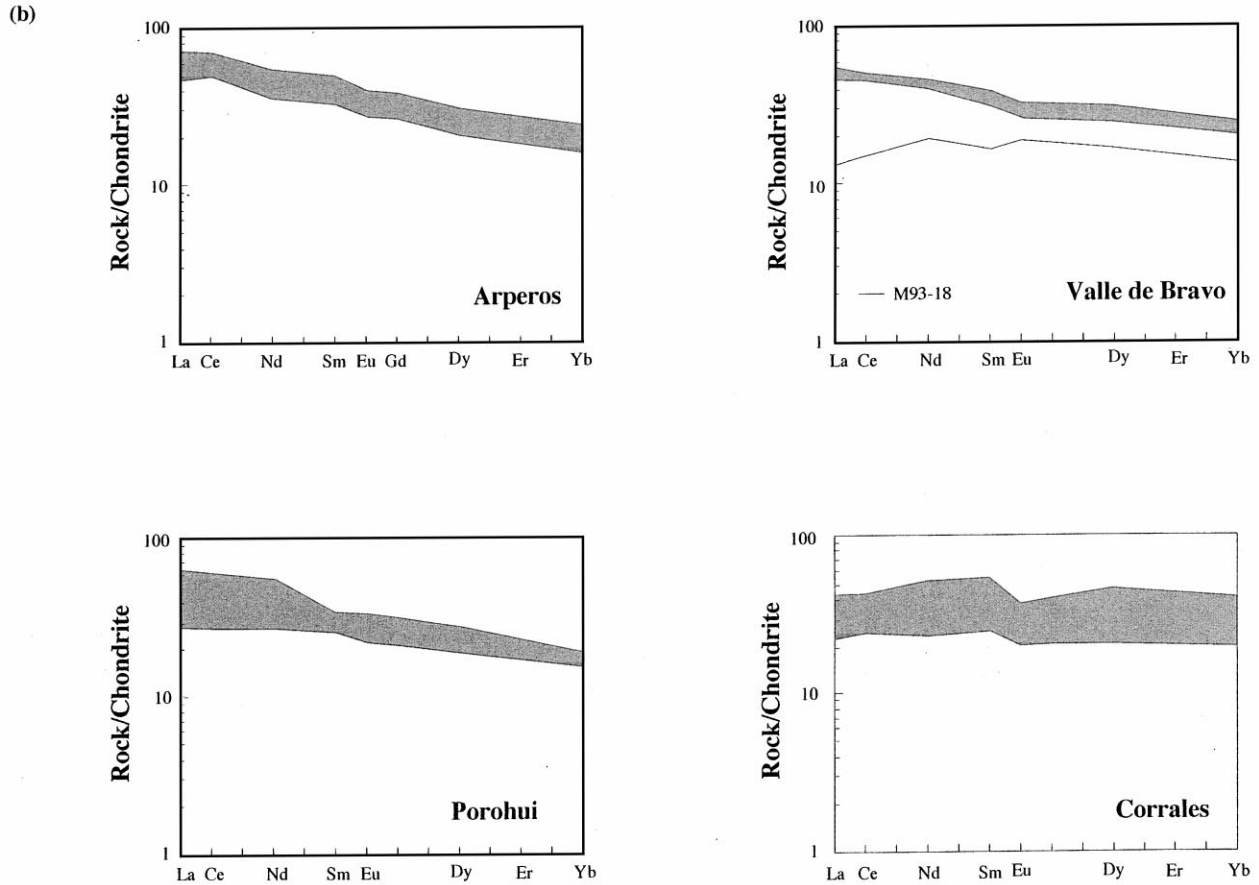 (b)
100
10
1
Rock/Chondrite
Arperos
La Ce Nd Sm Eu Gd Dy Er Yb
100
10
1
Rock/Chondrite
M93-18
Valle de Bravo
La Ce Nd Sm Eu Dy Er Yb
100
10
1
Rock/Chondrite
Porohui
La Ce Nd Sm Eu Dy Er Yb
100
10
1
Rock/Chondrite
Corrales
La Ce Nd Sm Eu Dy Er Yb